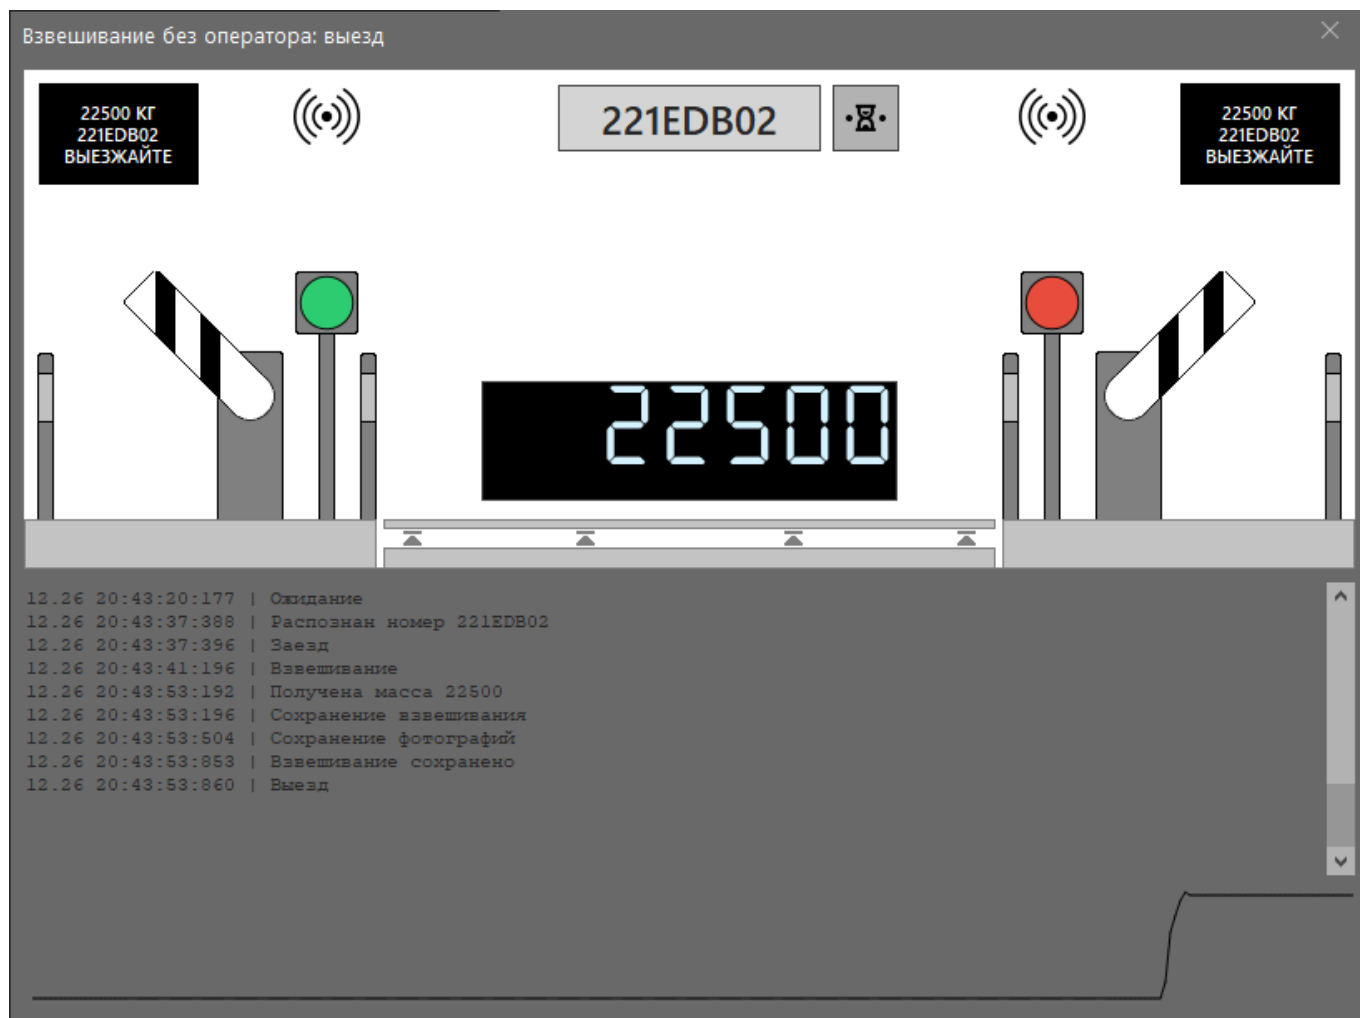 Взвешивание без оператора: выезд
22500 КГ
221EDB02
ВЫЕЗЖАЙТЕ
221EDB02
22500 КГ
221EDB02
ВЫЕЗЖАЙТЕ
22500
12.26 20:43:20:177 | Ожидание
12.26 20:43:37:388 | Распознан номер 221EDB02
12.26 20:43:37:396 | Заезд
12.26 20:43:41:196 | Взвешивание
12.26 20:43:53:192 | Получена масса 22500
12.26 20:43:53:196 | Сохранение взвешивания
12.26 20:43:53:504 | Сохранение фотографий
12.26 20:43:53:853 | Взвешивание сохранено
12.26 20:43:53:860 | Выезд